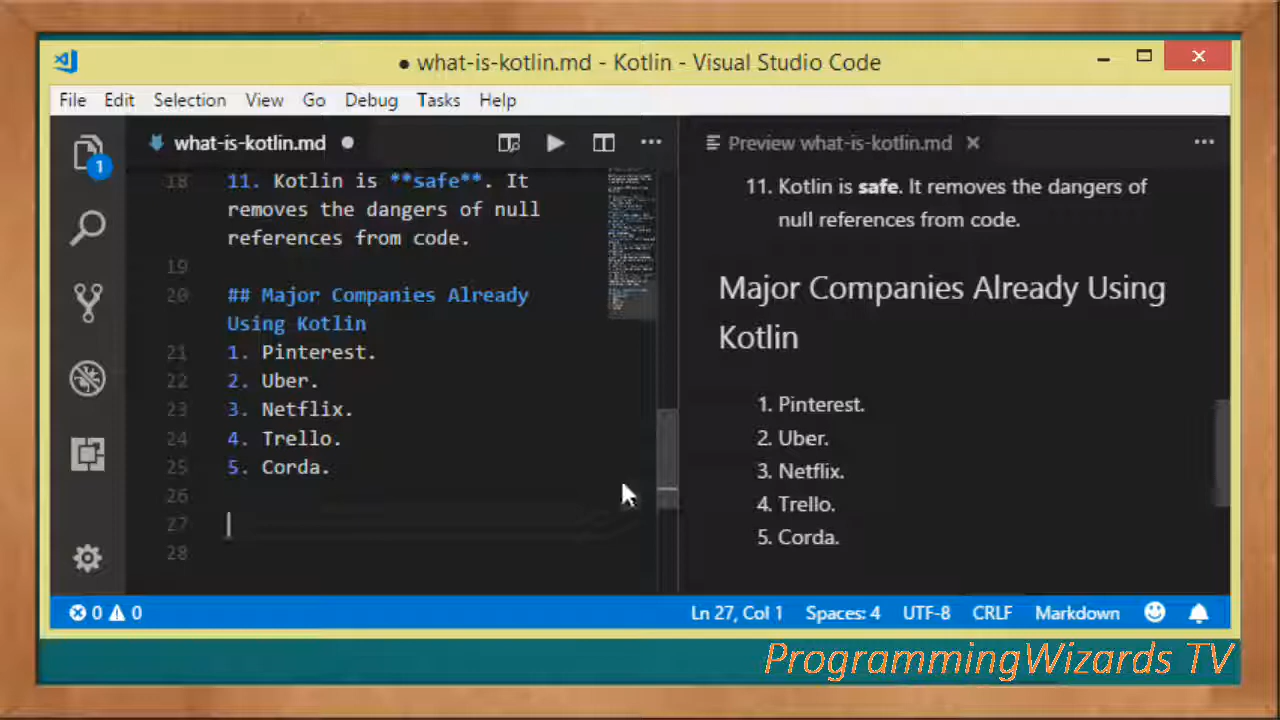 ● what-is-kotlin.md - Kotlin - Visual Studio Code
File Edit Selection View Go Debug Tasks Help
1
what-is-kotlin.md
Preview what-is-kotlin.md
18 11. Kotlin is **safe**. It
removes the dangers of null
references from code.
19
20 ## Major Companies Already
Using Kotlin
21 1. Pinterest.
22 2. Uber.
23 3. Netflix.
24 4. Trello.
25 5. Corda.
26
27
28
11. Kotlin is safe. It removes the dangers of
null references from code.
Major Companies Already Using
Kotlin
1. Pinterest.
2. Uber.
3. Netflix.
4. Trello.
5. Corda.
0 0 Ln 27, Col 1 Spaces: 4 UTF-8 CRLF Markdown
ProgrammingWizards TV